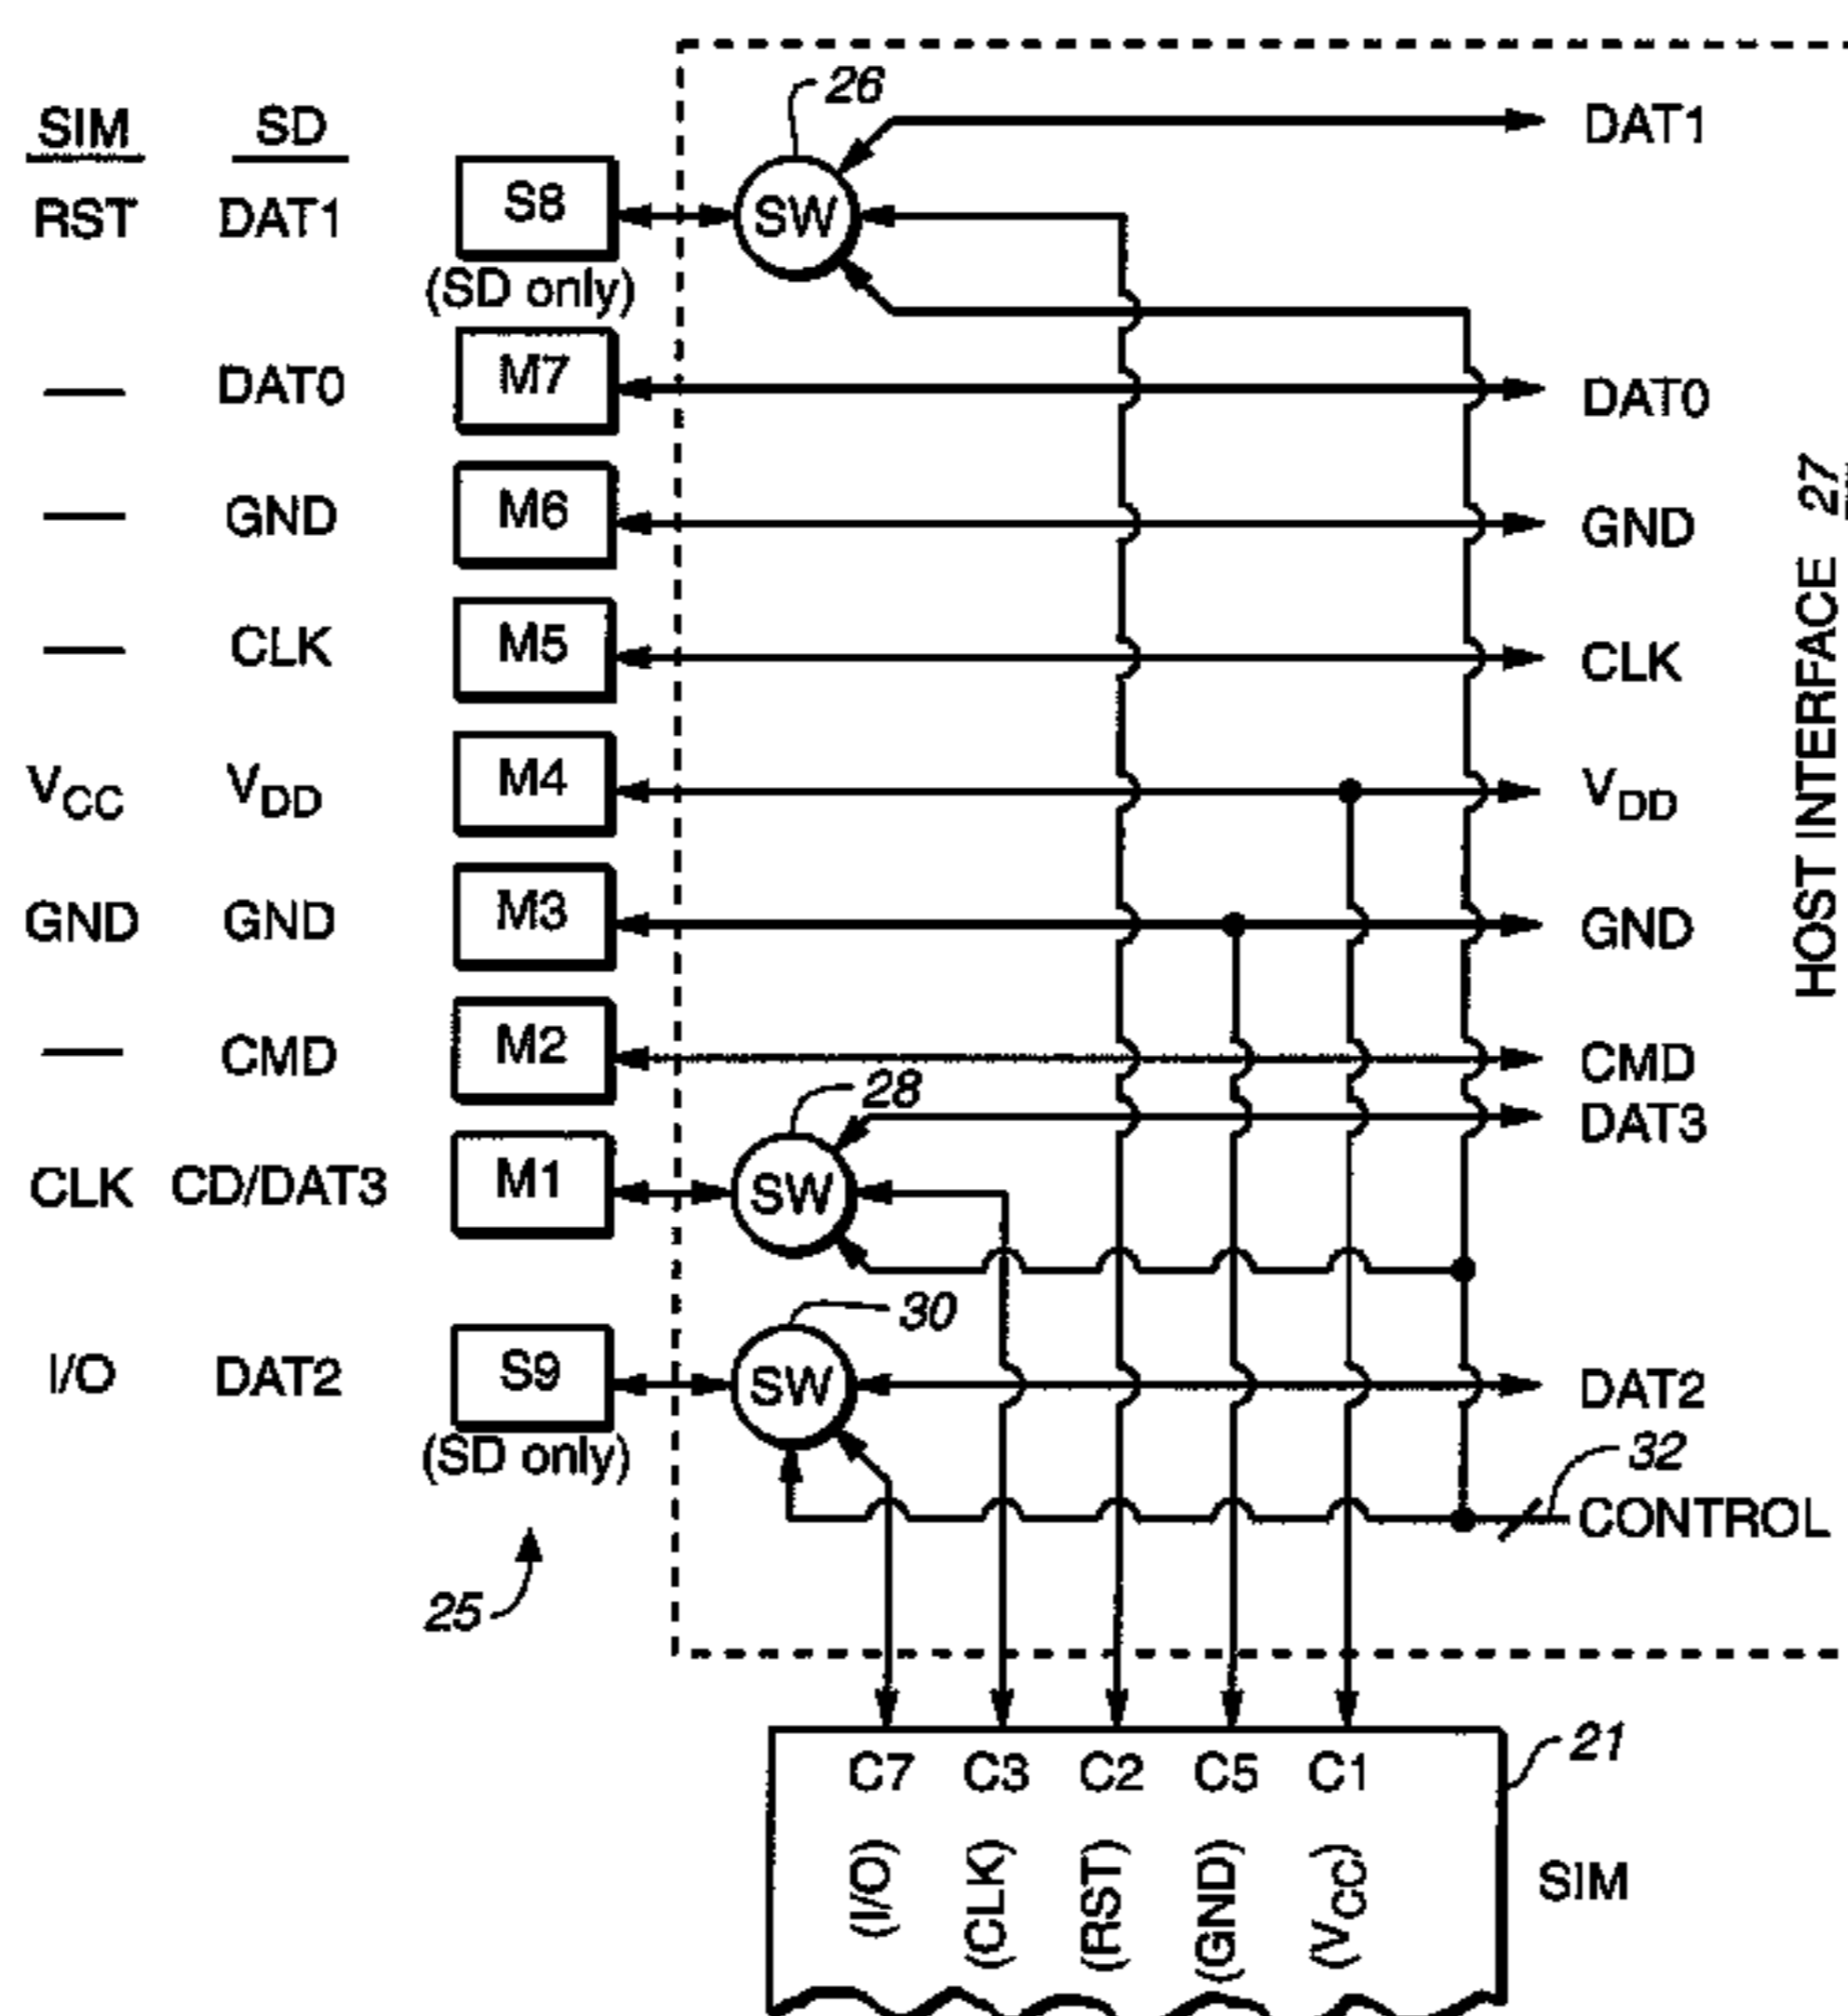 26
SIM SD
RST DAT1 S8 SW DAT1
(SD only)
— DAT0 M7 DAT0
— GND M6 GND
— CLK M5 CLK
VCC VDD M4 VDD
GND GND M3 GND
— CMD M2 CMD
28
DAT3
CLK CD/DAT3 M1 SW
30
I/O DAT2 S9 SW DAT2
(SD only)
32
CONTROL
25
HOST INTERFACE 27
21
C7 C3 C2 C5 C1
(I/O) (CLK) (RST) (GND) (VCC)
SIM